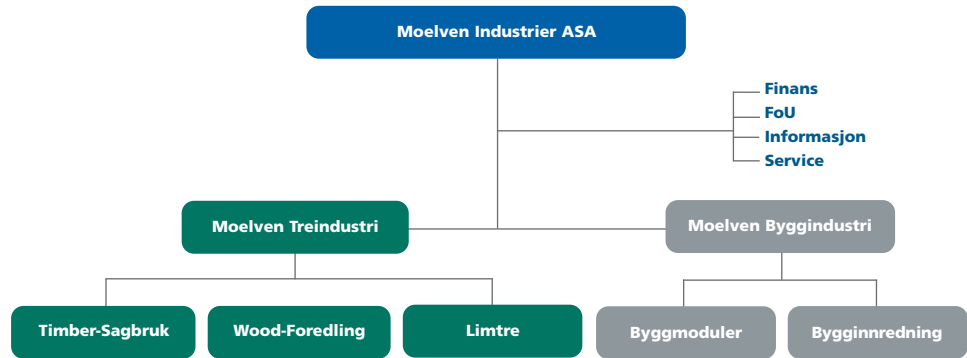 Moelven Industrier ASA
Finans
FoU
Informasjon
Service
Moelven Treindustri
Moelven Byggindustri
Timber-Sagbruk
Wood-Foredling
Limtre
Byggmoduler
Bygginnredning